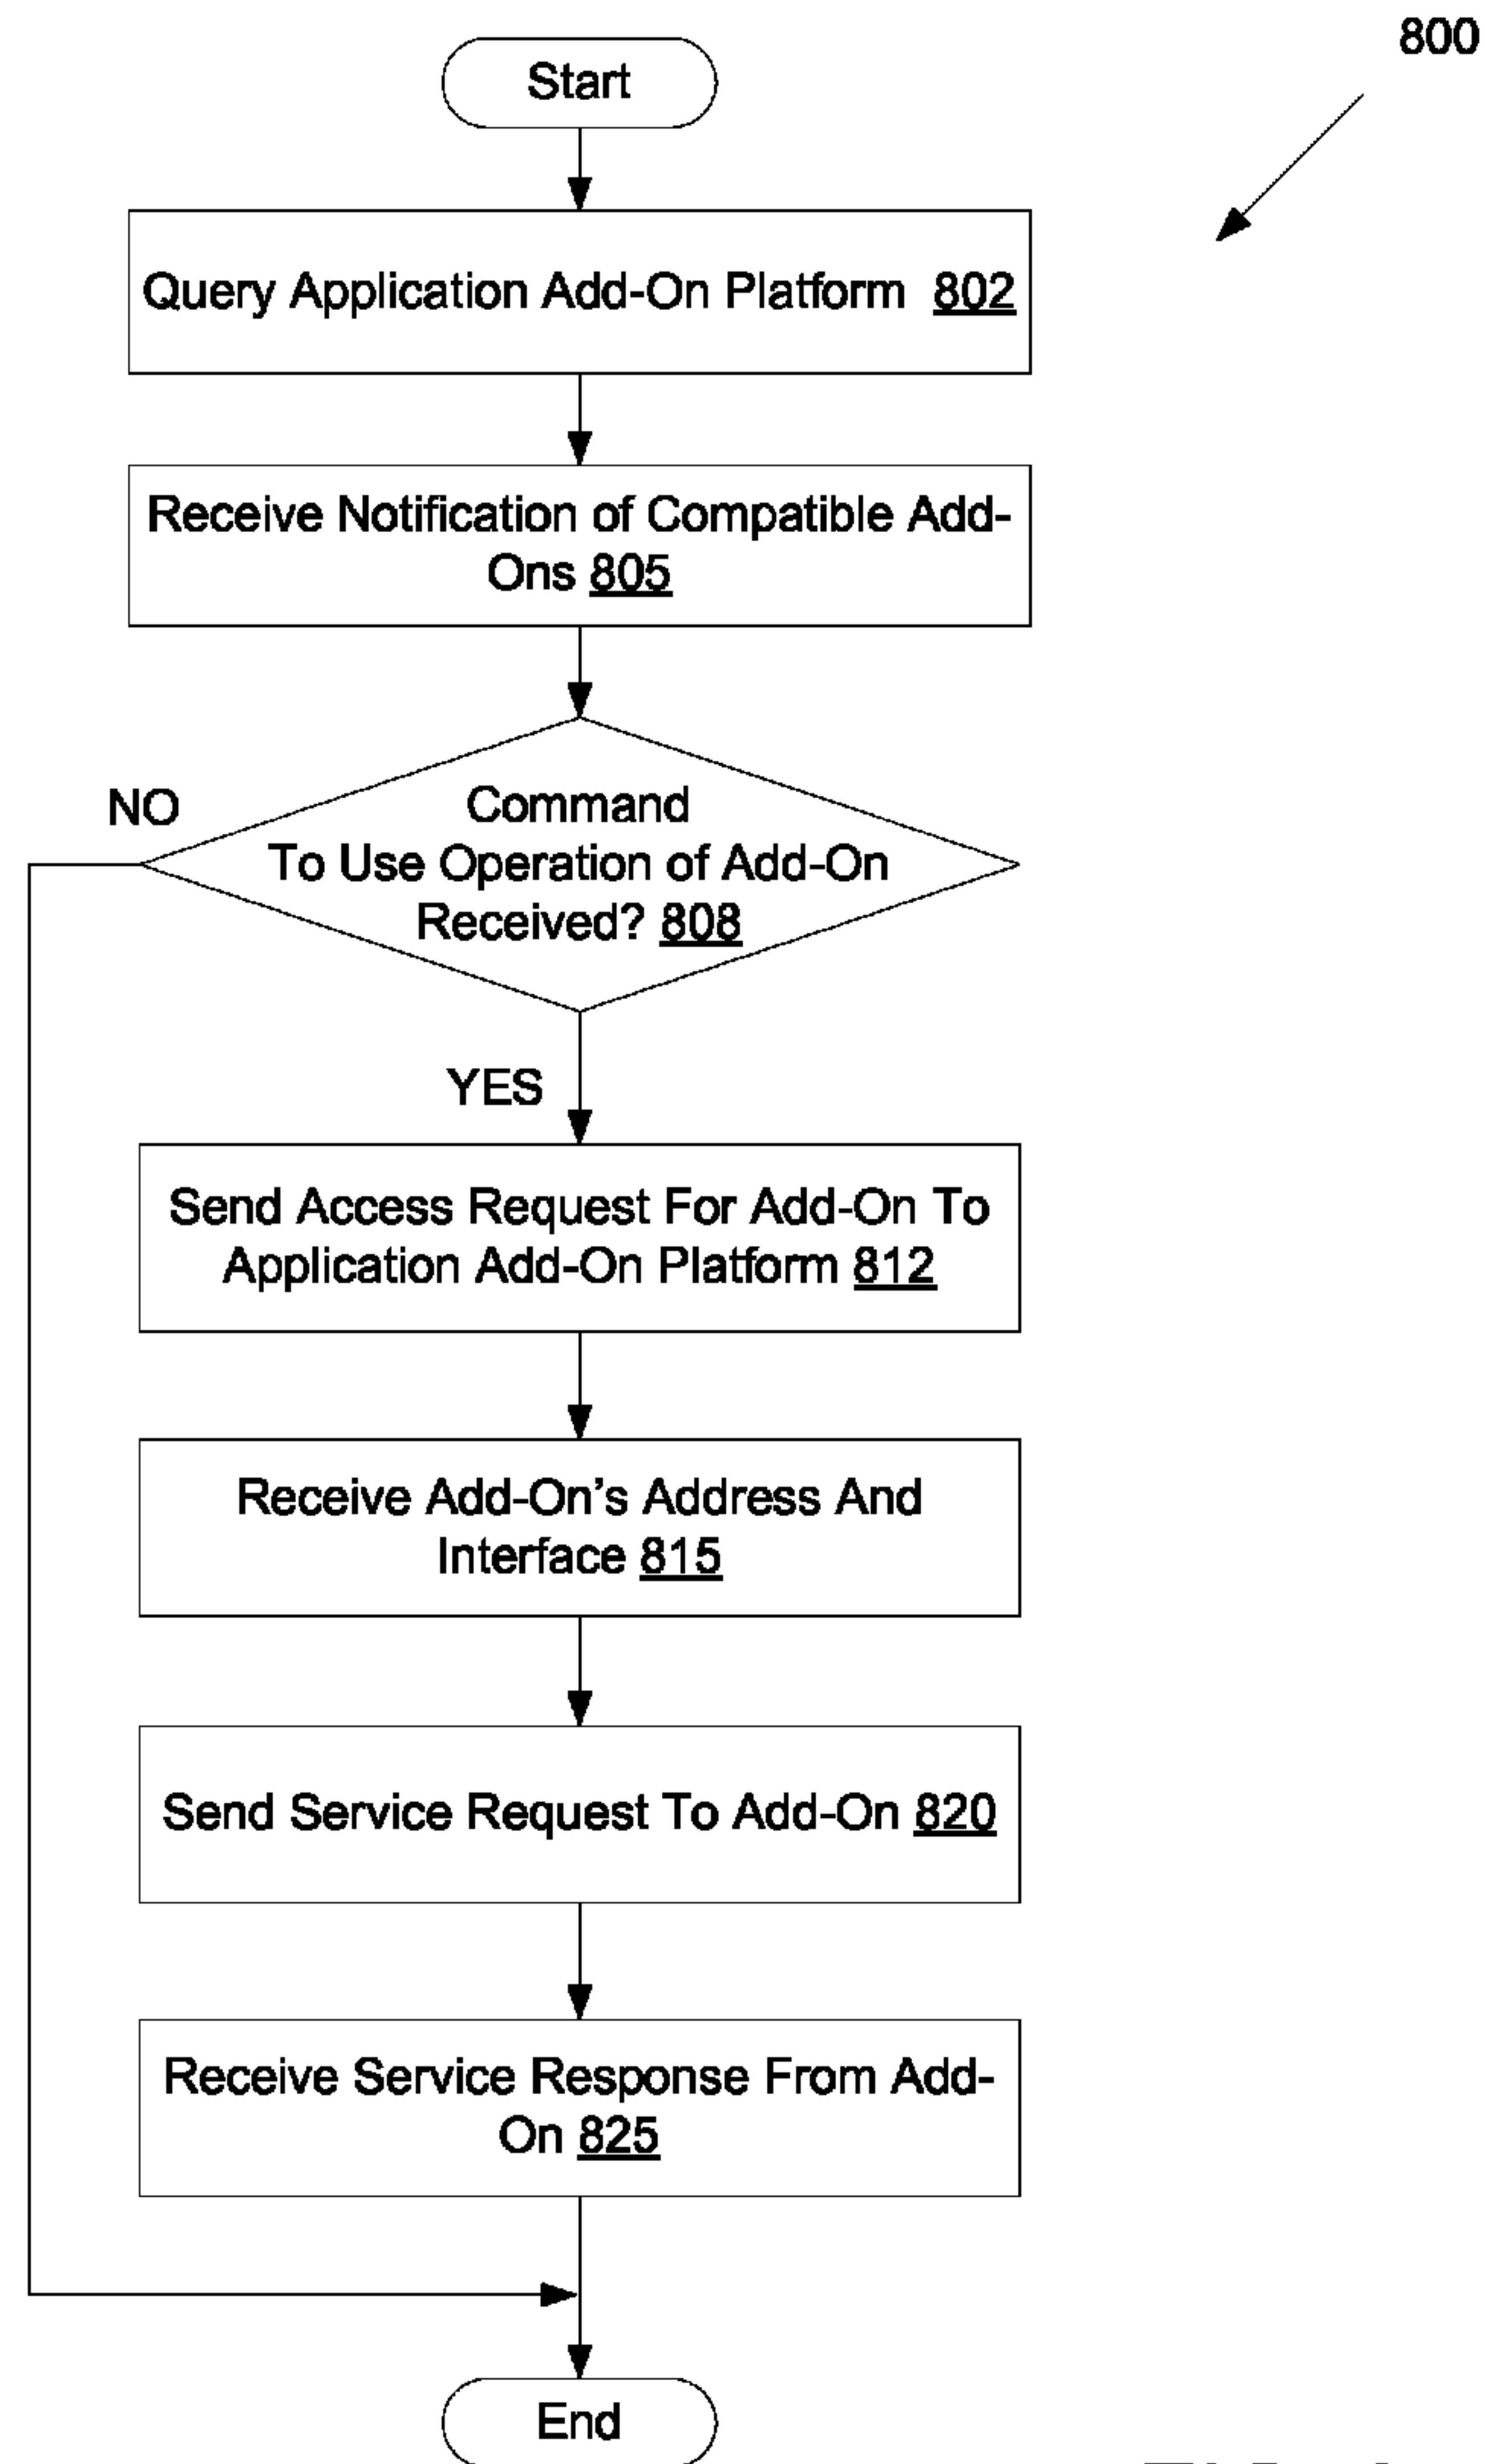 800
Start
Query Application Add-On Platform 802
Receive Notification of Compatible Add-
Ons 805
NO
Command
To Use Operation of Add-On
Received? 808
YES
Send Access Request For Add-On To
Application Add-On Platform 812
Receive Add-On’s Address And
Interface 815
Send Service Request To Add-On 820
Receive Service Response From Add-
On 825
End